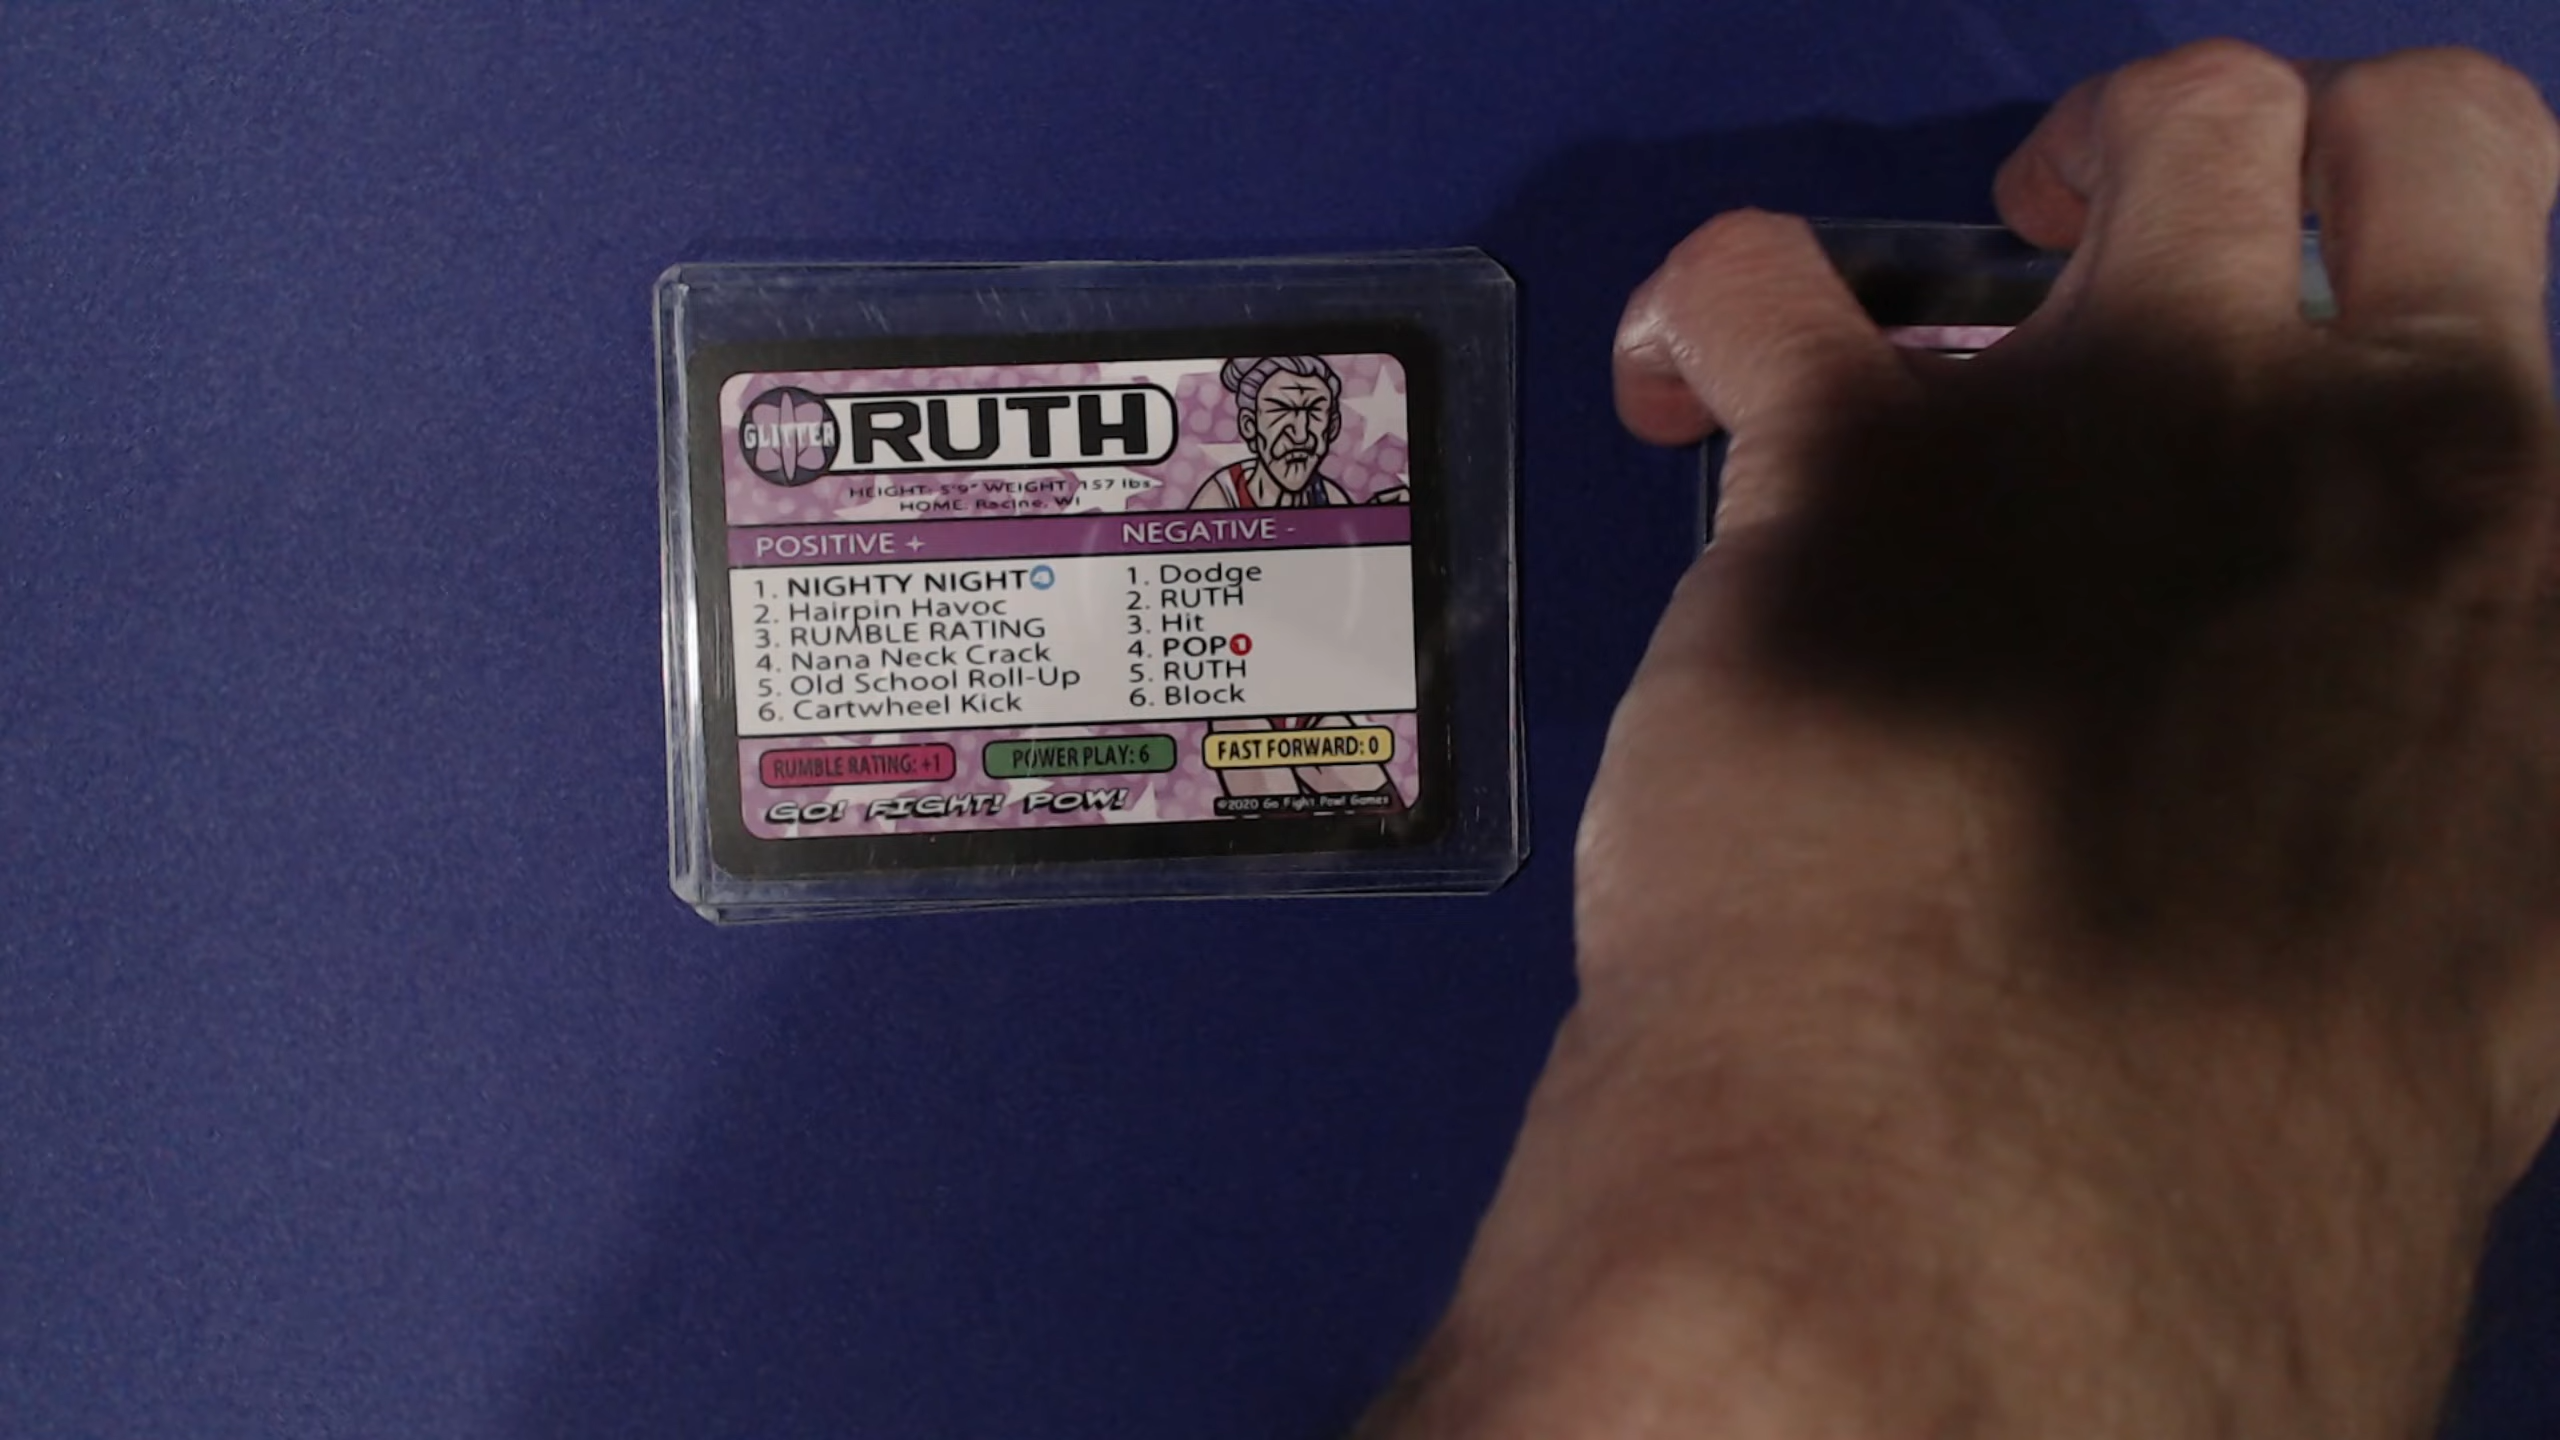 GLITTER
RUTH
HEIGHT: 5'9" WEIGHT: 157 lbs
HOME: Racine, WI
POSITIVE +
1. NIGHTY NIGHT
2. Hairpin Havoc
3. RUMBLE RATING
4. Nana Neck Crack
5. Old School Roll-Up
6. Cartwheel Kick
NEGATIVE -
1. Dodge
2. RUTH
3. Hit
4. POP 1
5. RUTH
6. Block
RUMBLE RATING: +1
POWER PLAY: 6
FAST FORWARD: 0
GO! FIGHT! POW!
©2020 Go Fight Pow! Games